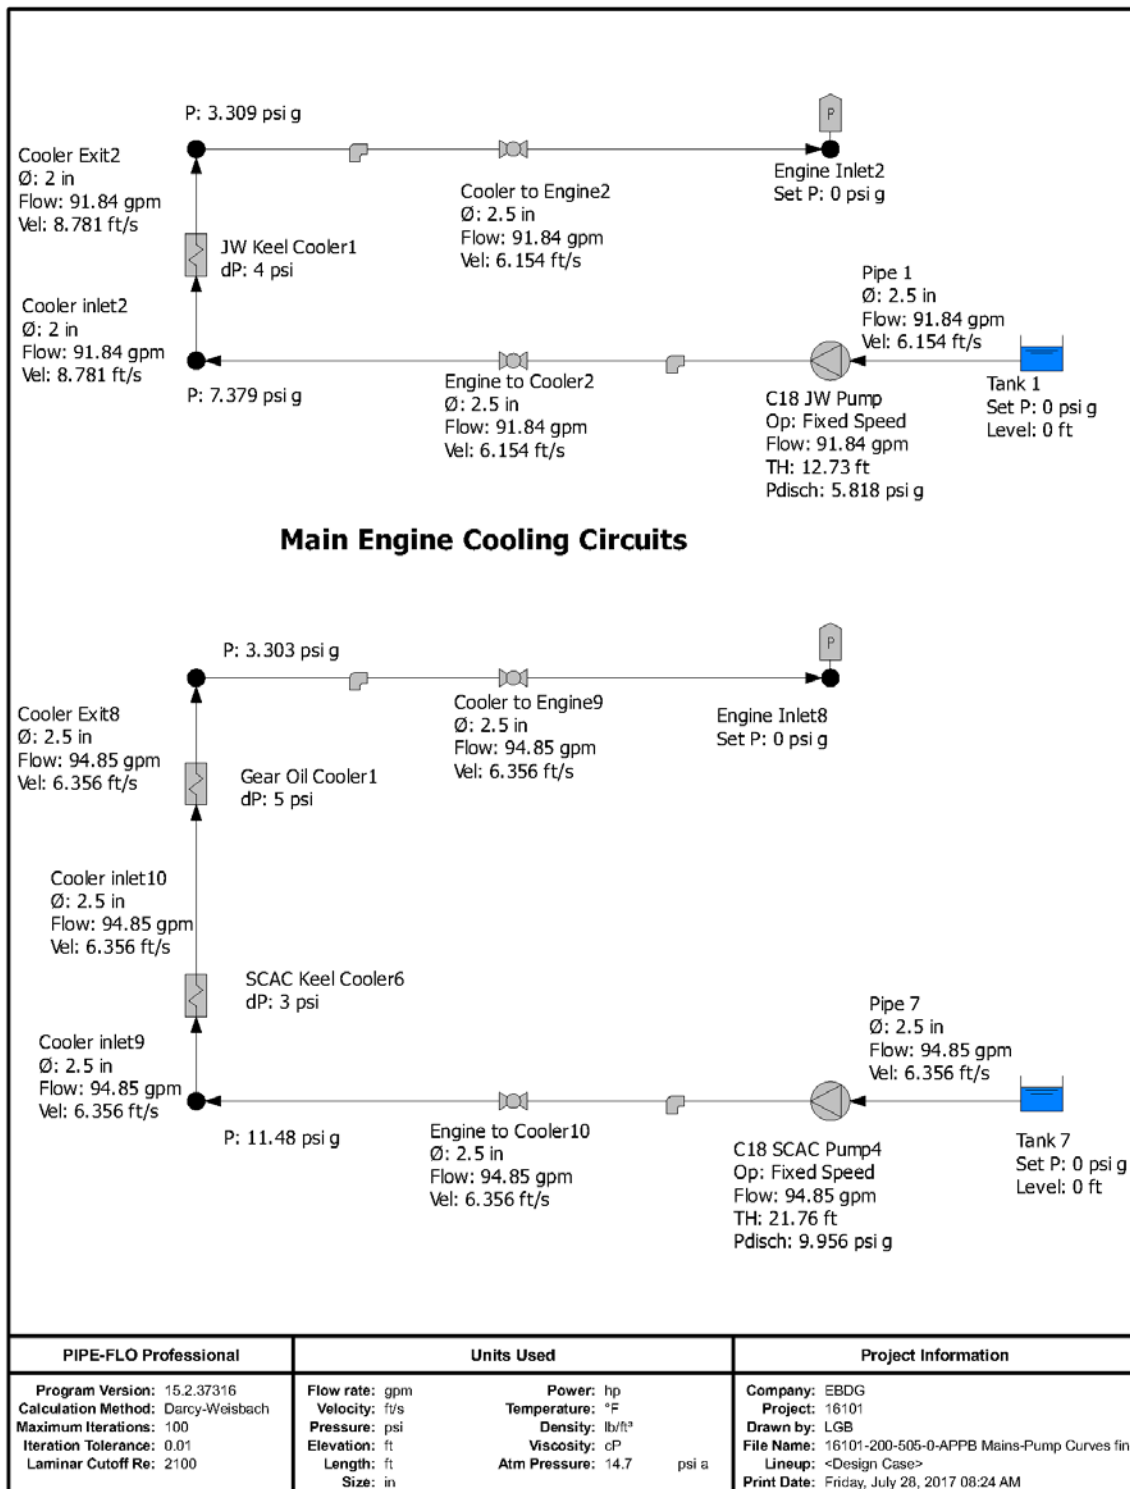 P: 3.309 psi g
P
Cooler Exit2
Ø: 2 in
Flow: 91.84 gpm
Vel: 8.781 ft/s
Engine Inlet2
Set P: 0 psi g
Cooler to Engine2
Ø: 2.5 in
Flow: 91.84 gpm
Vel: 6.154 ft/s
JW Keel Cooler1
dP: 4 psi
Pipe 1
Ø: 2.5 in
Flow: 91.84 gpm
Vel: 6.154 ft/s
Cooler inlet2
Ø: 2 in
Flow: 91.84 gpm
Vel: 8.781 ft/s
P: 7.379 psi g
Engine to Cooler2
Ø: 2.5 in
Flow: 91.84 gpm
Vel: 6.154 ft/s
C18 JW Pump
Op: Fixed Speed
Flow: 91.84 gpm
TH: 12.73 ft
Pdisch: 5.818 psi g
Tank 1
Set P: 0 psi g
Level: 0 ft
Main Engine Cooling Circuits
P: 3.303 psi g
P
Cooler Exit8
Ø: 2.5 in
Flow: 94.85 gpm
Vel: 6.356 ft/s
Cooler to Engine9
Ø: 2.5 in
Flow: 94.85 gpm
Vel: 6.356 ft/s
Engine Inlet8
Set P: 0 psi g
Gear Oil Cooler1
dP: 5 psi
Cooler inlet10
Ø: 2.5 in
Flow: 94.85 gpm
Vel: 6.356 ft/s
SCAC Keel Cooler6
dP: 3 psi
Pipe 7
Ø: 2.5 in
Flow: 94.85 gpm
Vel: 6.356 ft/s
Cooler inlet9
Ø: 2.5 in
Flow: 94.85 gpm
Vel: 6.356 ft/s
P: 11.48 psi g
Engine to Cooler10
Ø: 2.5 in
Flow: 94.85 gpm
Vel: 6.356 ft/s
C18 SCAC Pump4
Op: Fixed Speed
Flow: 94.85 gpm
TH: 21.76 ft
Pdisch: 9.956 psi g
Tank 7
Set P: 0 psi g
Level: 0 ft
PIPE-FLO Professional
Program Version: 15.2.37316
Calculation Method: Darcy-Weisbach
Maximum Iterations: 100
Iteration Tolerance: 0.01
Laminar Cutoff Re: 2100
Units Used
Flow rate: gpm Power: hp
Velocity: ft/s Temperature: °F
Pressure: psi Density: lb/ft³
Elevation: ft Viscosity: cP
Length: ft Atm Pressure: 14.7 psi a
Size: in
Project Information
Company: EBDG
Project: 16101
Drawn by: LGB
File Name: 16101-200-505-0-APPB Mains-Pump Curves fin
Lineup: <Design Case>
Print Date: Friday, July 28, 2017 08:24 AM